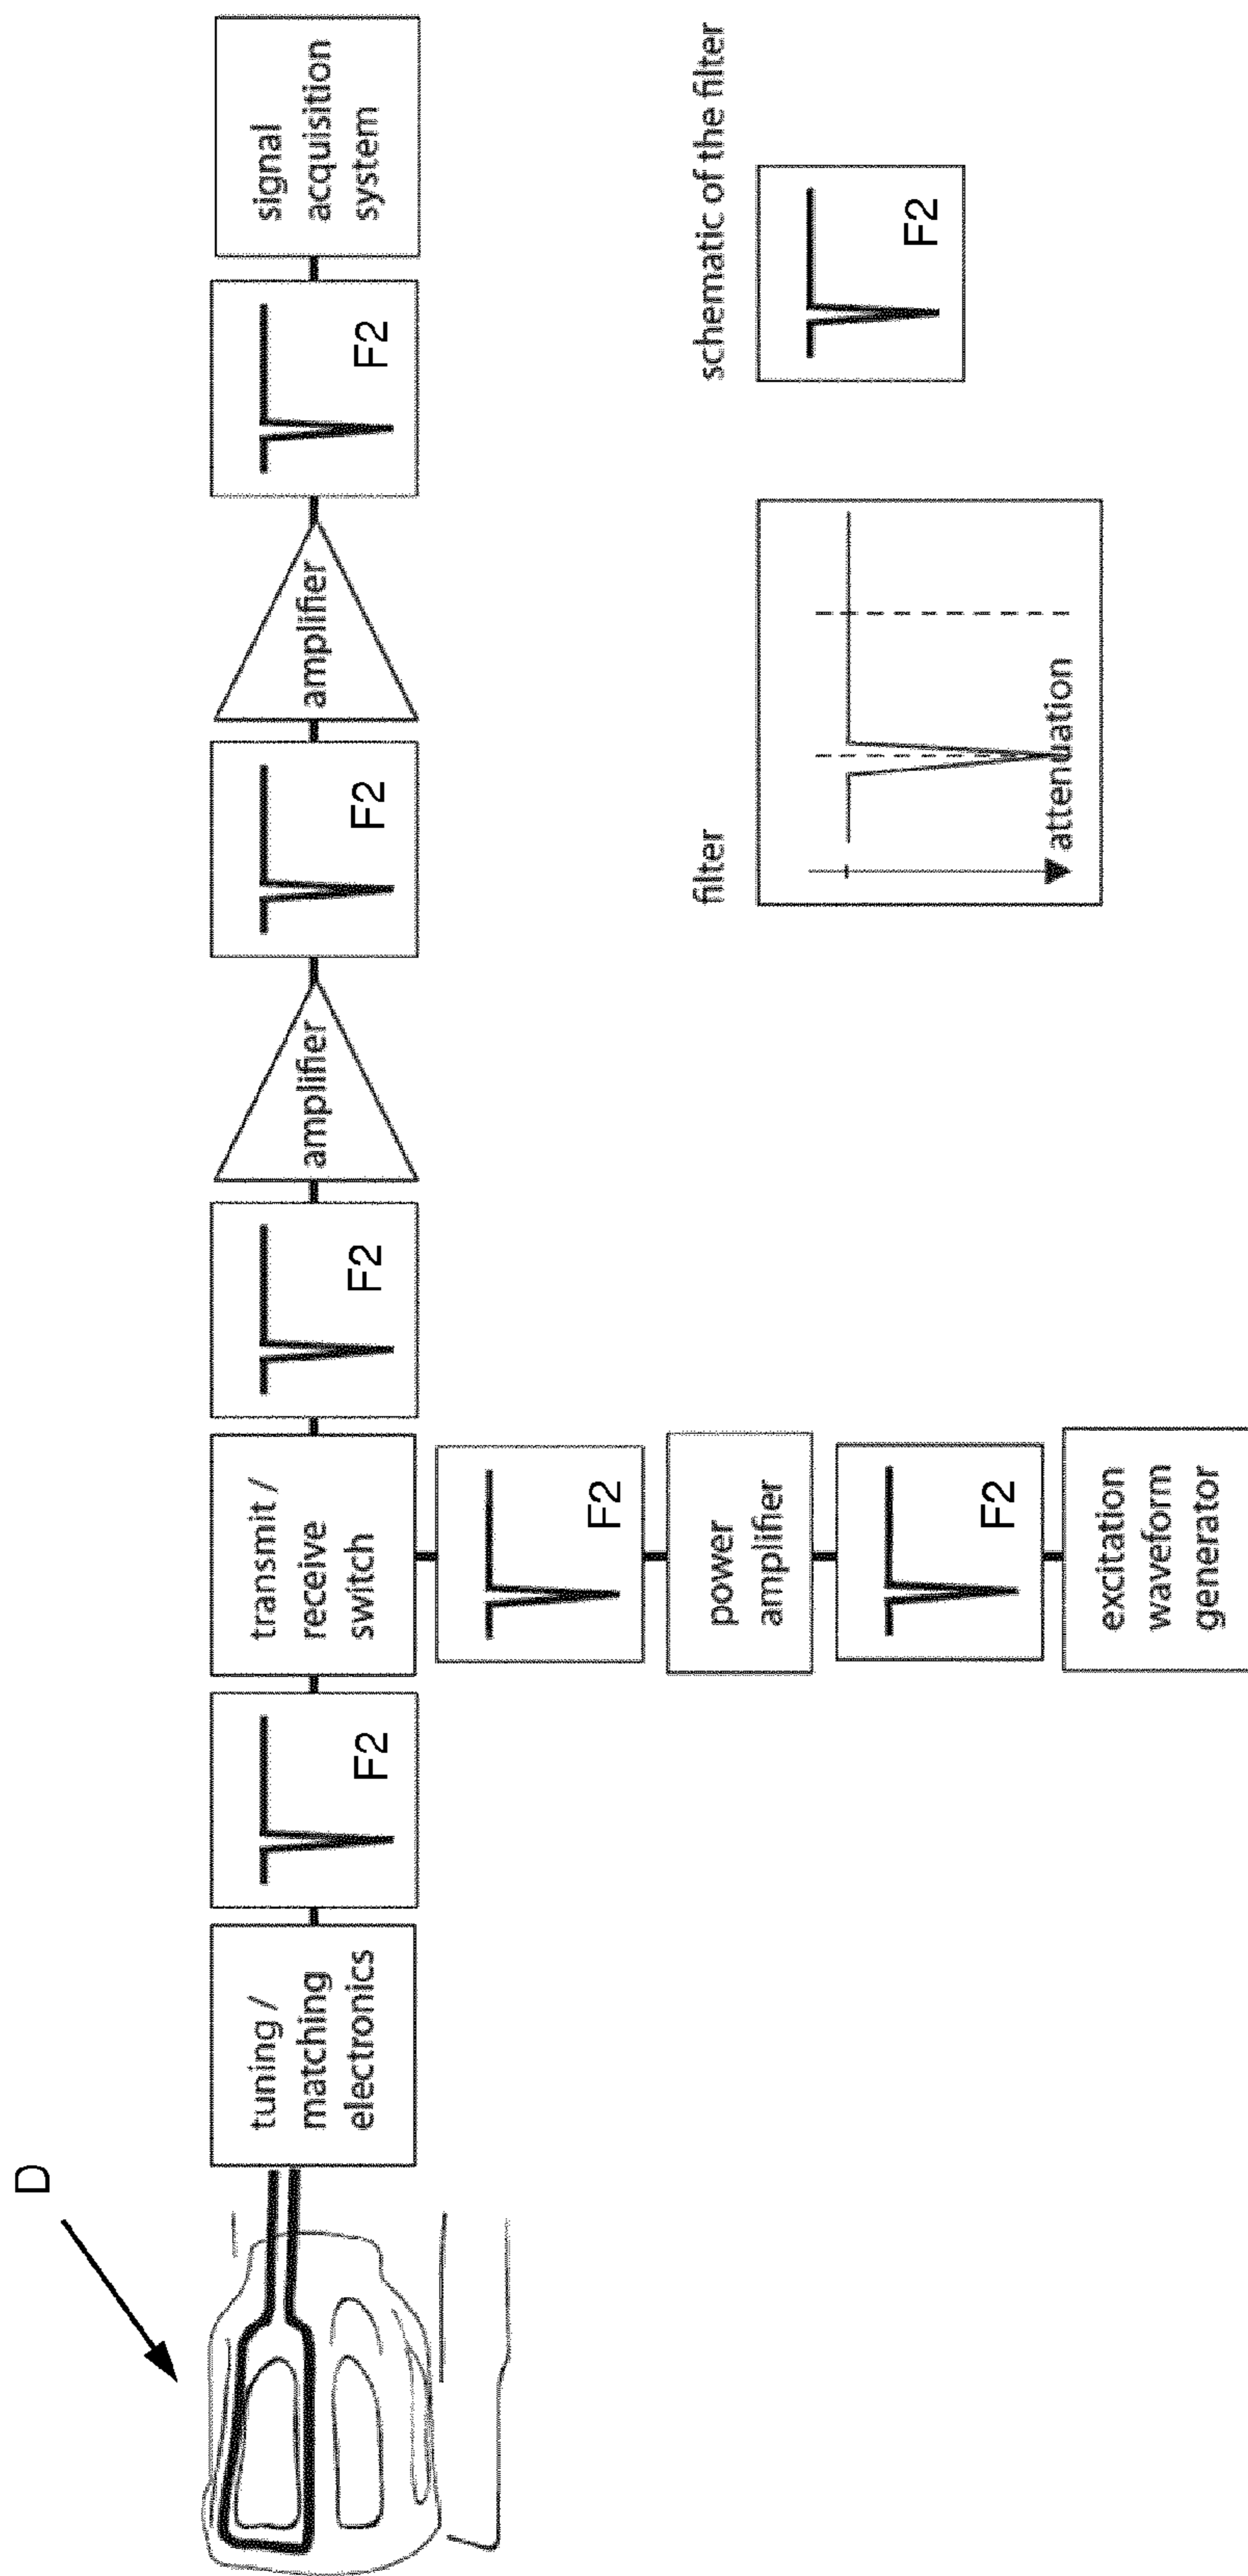 D
tuning /
matching
electronics
F2
transmit /
receive
switch
F2
amplifier
F2
amplifier
F2
signal
acquisition
system
F2
power
amplifier
F2
excitation
waveform
generator
filter
attenuation
schematic of the filter
F2